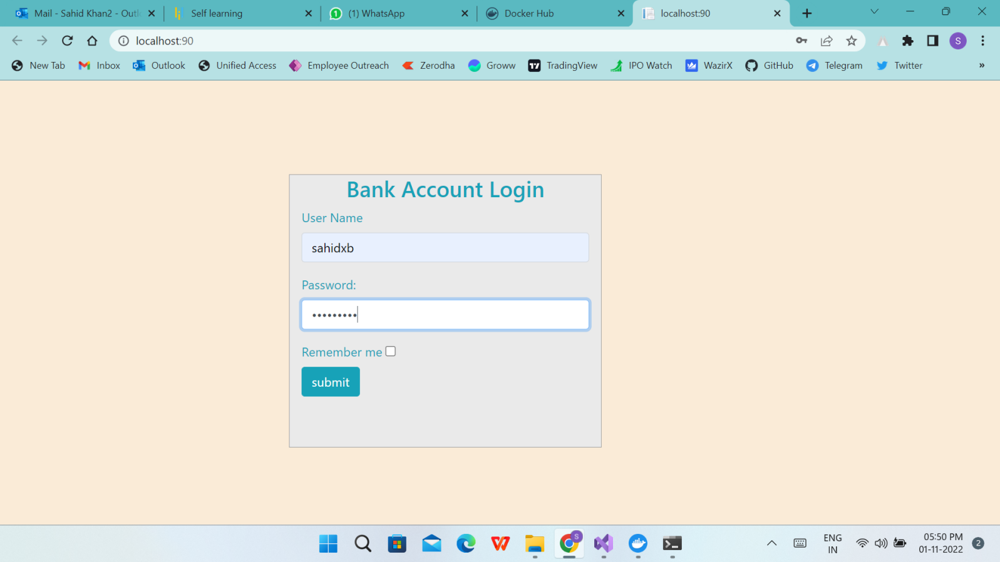 Mail - Sahid Khan2 - Outl
Self learning
1 (1) WhatsApp
Docker Hub
localhost:90
localhost:90
S
New Tab
Inbox
Outlook
Unified Access
Employee Outreach
Zerodha
Groww
TradingView
IPO Watch
WazirX
GitHub
Telegram
Twitter
»
Bank Account Login
User Name
sahidxb
Password:
•••••••••
Remember me
submit
S
ENG
IN
05:50 PM
01-11-2022
2